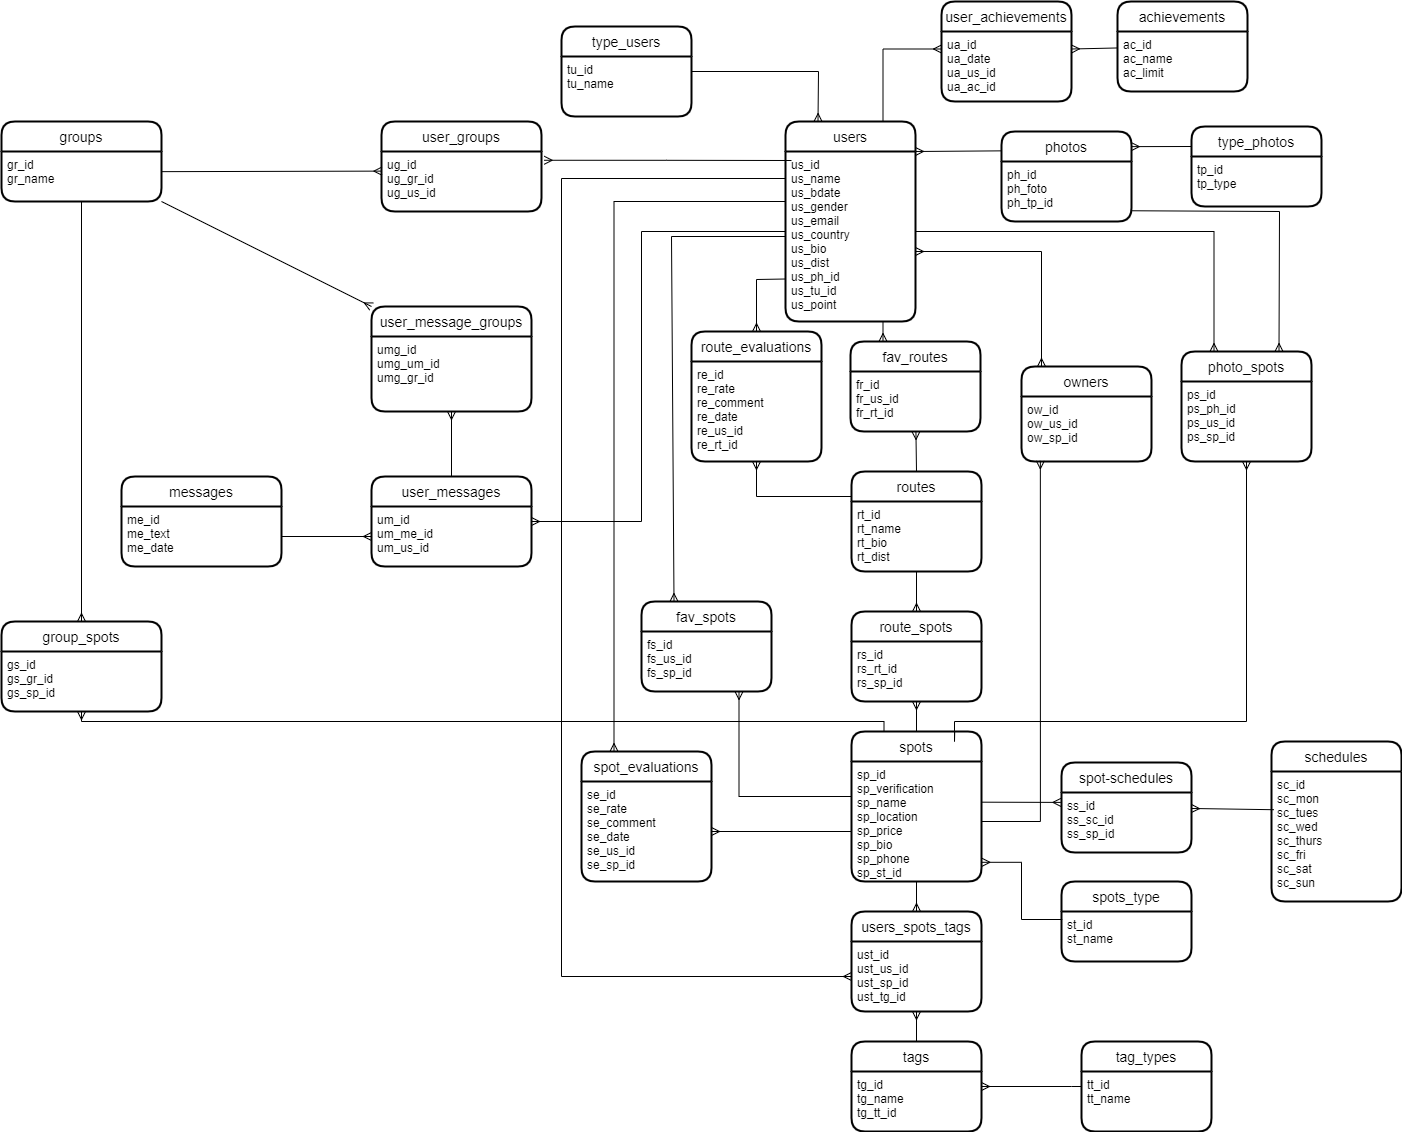 user_achievements
ua_id
ua_date
ua_us_id
ua_ac_id
achievements
ac_id
ac_name
ac_limit
type_users
tu_id
tu_name
groups
gr_id
gr_name
user_groups
ug_id
ug_gr_id
ug_us_id
users
us_id
us_name
us_bdate
us_gender
us_email
us_country
us_bio
us_dist
us_ph_id
us_tu_id
us_point
photos
ph_id
ph_foto
ph_tp_id
type_photos
tp_id
tp_type
user_message_groups
umg_id
umg_um_id
umg_gr_id
route_evaluations
re_id
re_rate
re_comment
re_date
re_us_id
re_rt_id
fav_routes
fr_id
fr_us_id
fr_rt_id
owners
ow_id
ow_us_id
ow_sp_id
photo_spots
ps_id
ps_ph_id
ps_us_id
ps_sp_id
messages
me_id
me_text
me_date
user_messages
um_id
um_me_id
um_us_id
routes
rt_id
rt_name
rt_bio
rt_dist
group_spots
gs_id
gs_gr_id
gs_sp_id
fav_spots
fs_id
fs_us_id
fs_sp_id
route_spots
rs_id
rs_rt_id
rs_sp_id
spot_evaluations
se_id
se_rate
se_comment
se_date
se_us_id
se_sp_id
spots
sp_id
sp_verification
sp_name
sp_location
sp_price
sp_bio
sp_phone
sp_st_id
spot-schedules
ss_id
ss_sc_id
ss_sp_id
schedules
sc_id
sc_mon
sc_tues
sc_wed
sc_thurs
sc_fri
sc_sat
sc_sun
spots_type
st_id
st_name
users_spots_tags
ust_id
ust_us_id
ust_sp_id
ust_tg_id
tags
tg_id
tg_name
tg_tt_id
tag_types
tt_id
tt_name